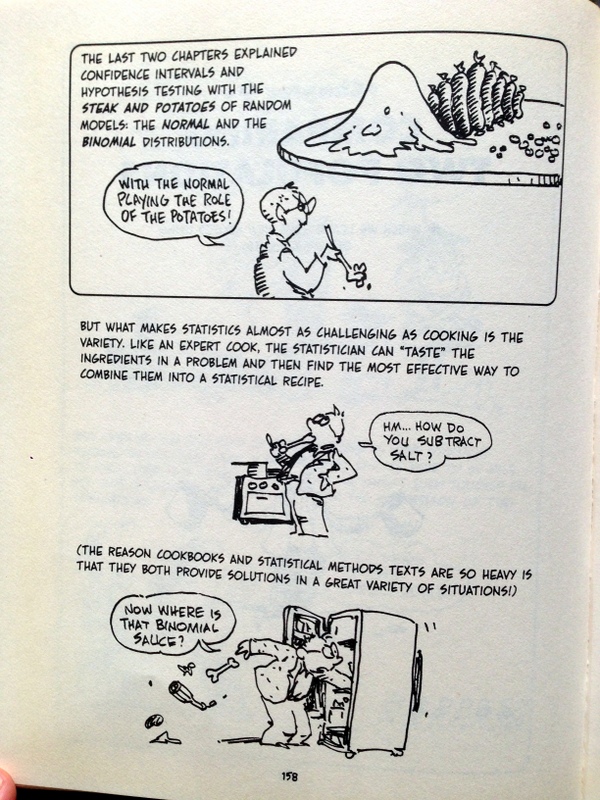 THE LAST TWO CHAPTERS EXPLAINED
CONFIDENCE INTERVALS AND
HYPOTHESIS TESTING WITH THE
STEAK AND POTATOES OF RANDOM
MODELS: THE NORMAL AND THE
BINOMIAL DISTRIBUTIONS.
WITH THE NORMAL
PLAYING THE ROLE
OF THE POTATOES!
BUT WHAT MAKES STATISTICS ALMOST AS CHALLENGING AS COOKING IS THE
VARIETY. LIKE AN EXPERT COOK, THE STATISTICIAN CAN "TASTE" THE
INGREDIENTS IN A PROBLEM AND THEN FIND THE MOST EFFECTIVE WAY TO
COMBINE THEM INTO A STATISTICAL RECIPE.
HM... HOW DO
YOU SUBTRACT
SALT?
(THE REASON COOKBOOKS AND STATISTICAL METHODS TEXTS ARE SO HEAVY IS
THAT THEY BOTH PROVIDE SOLUTIONS IN A GREAT VARIETY OF SITUATIONS!)
NOW WHERE IS
THAT BINOMIAL
SAUCE?
158